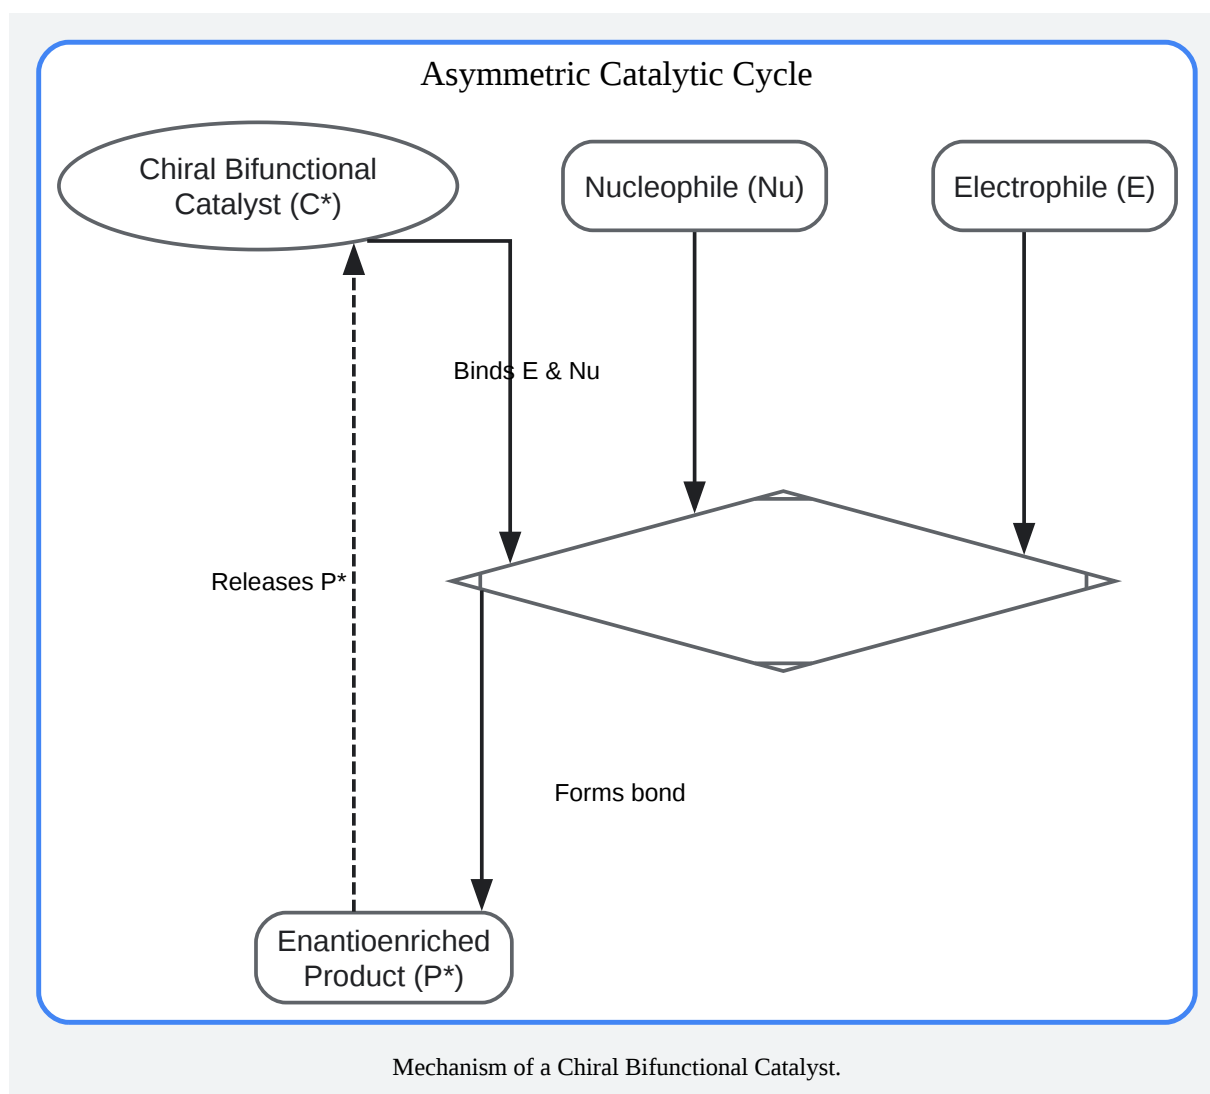 Asymmetric Catalytic Cycle
Chiral Bifunctional
Catalyst (C*)
Nucleophile (Nu)
Electrophile (E)
Binds E & Nu
Releases P*
Forms bond
Enantioenriched
Product (P*)
Mechanism of a Chiral Bifunctional Catalyst.